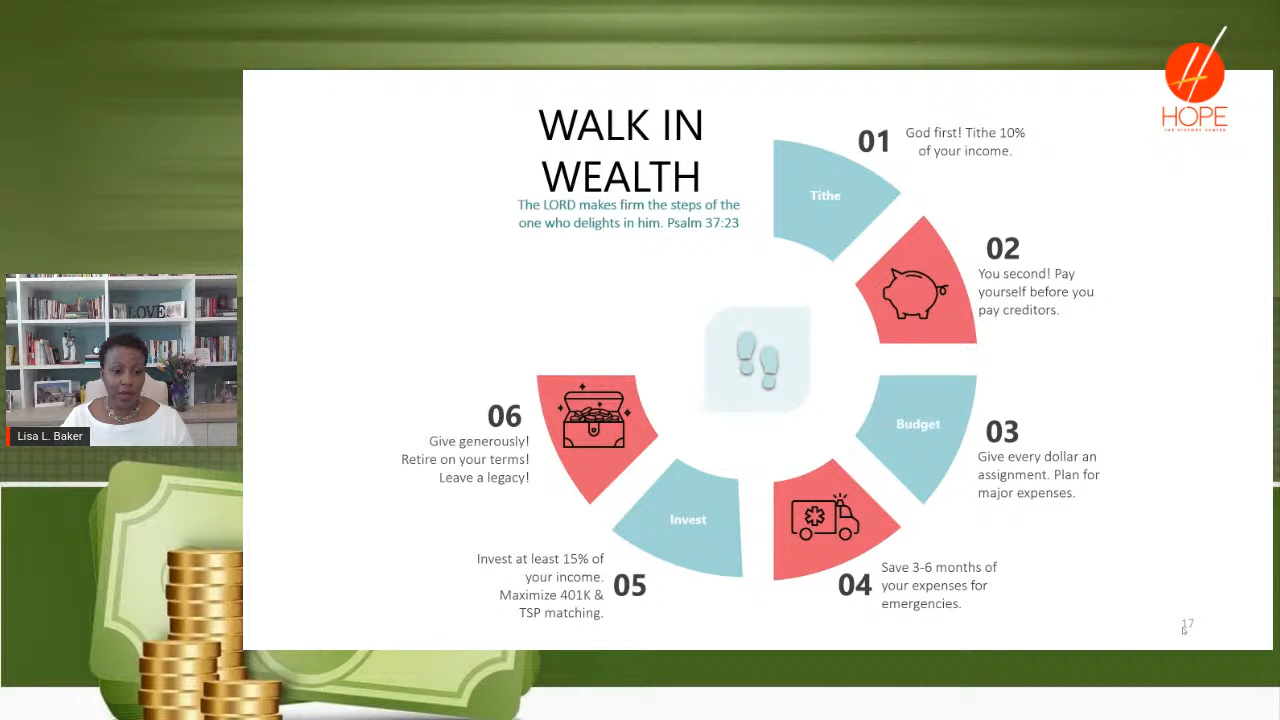 HOPE
THE VICTORY CENTER
WALK IN
WEALTH
The LORD makes firm the steps of the
one who delights in him. Psalm 37:23
01
God first! Tithe 10%
of your income.
Tithe
02
You second! Pay
yourself before you
pay creditors.
Budget
03
Give every dollar an
assignment. Plan for
major expenses.
04
Save 3-6 months of
your expenses for
emergencies.
Invest
05
Invest at least 15% of
your income.
Maximize 401K &
TSP matching.
06
Give generously!
Retire on your terms!
Leave a legacy!
LOVE
Lisa L. Baker
17